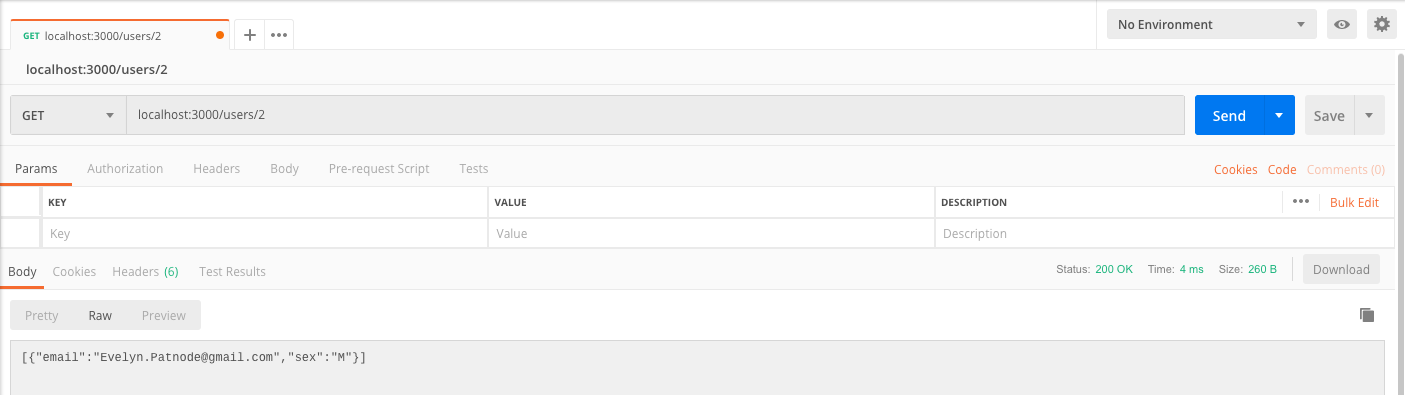 GET localhost:3000/users/2
No Environment
localhost:3000/users/2
GET localhost:3000/users/2 Send Save
Params Authorization Headers Body Pre-request Script Tests Cookies Code Comments (0)
KEY VALUE DESCRIPTION Bulk Edit
Key Value Description
Body Cookies Headers (6) Test Results Status: 200 OK Time: 4 ms Size: 260 B Download
Pretty Raw Preview
[{"email":"Evelyn.Patnode@gmail.com","sex":"M"}]